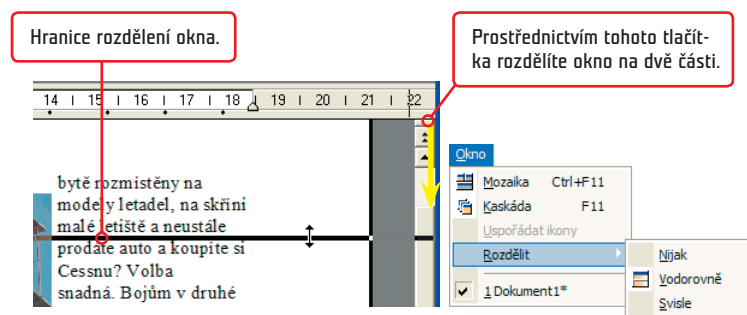 Hranice rozdělení okna.
Prostřednictvím tohoto tlačít-
ka rozdělíte okno na dvě části.
14 15 16 17 18 19 20 21 22
bytě rozmístěny na
modely letadel, na skříni
malé letiště a neustále
prodáte auto a koupíte si
Cessnu? Volba
snadná. Bojům v druhé
Okno
Mozaika Ctrl+F11
Kaskáda F11
Uspořádat ikony
Rozdělit
1 Dokument1*
Nijak
Vodorovně
Svisle